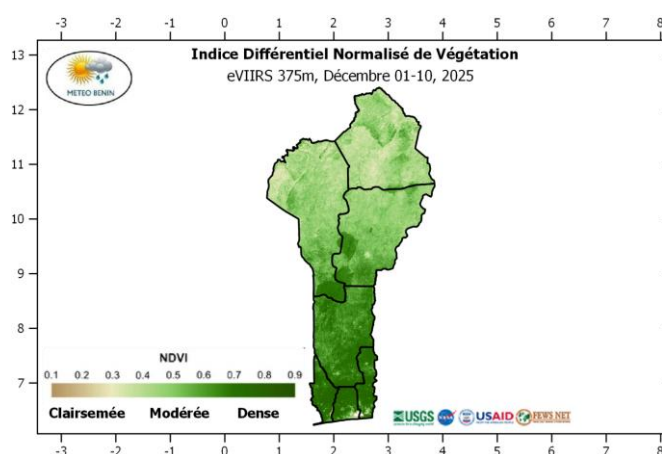 -3 -2 -1 0 1 2 3 4 5 6 7 8
Indice Différentiel Normalisé de Végétation
eVIIRS 375m, Décembre 01-10, 2025
METEO BENIN
13
12
11
10
9
8
7
NDVI
0.1 0.2 0.3 0.4 0.5 0.6 0.7 0.8 0.9
Clairsemée Modérée Dense
USGS NASA USAID FEWS NET
-3 -2 -1 0 1 2 3 4 5 6 7 8